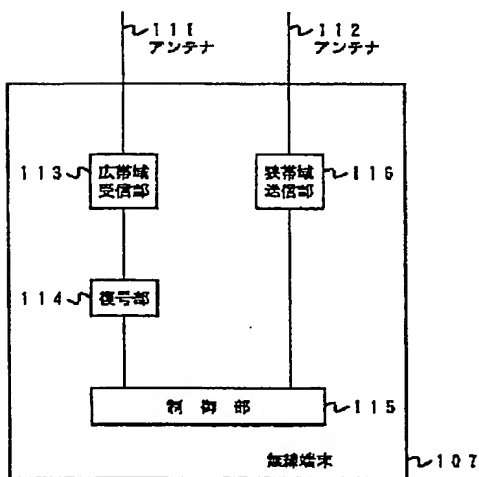 111
アンテナ
112
アンテナ
113
広帯域
受信部
狭帯域
送信部
116
114
復号部
制御部
115
無線端末
107